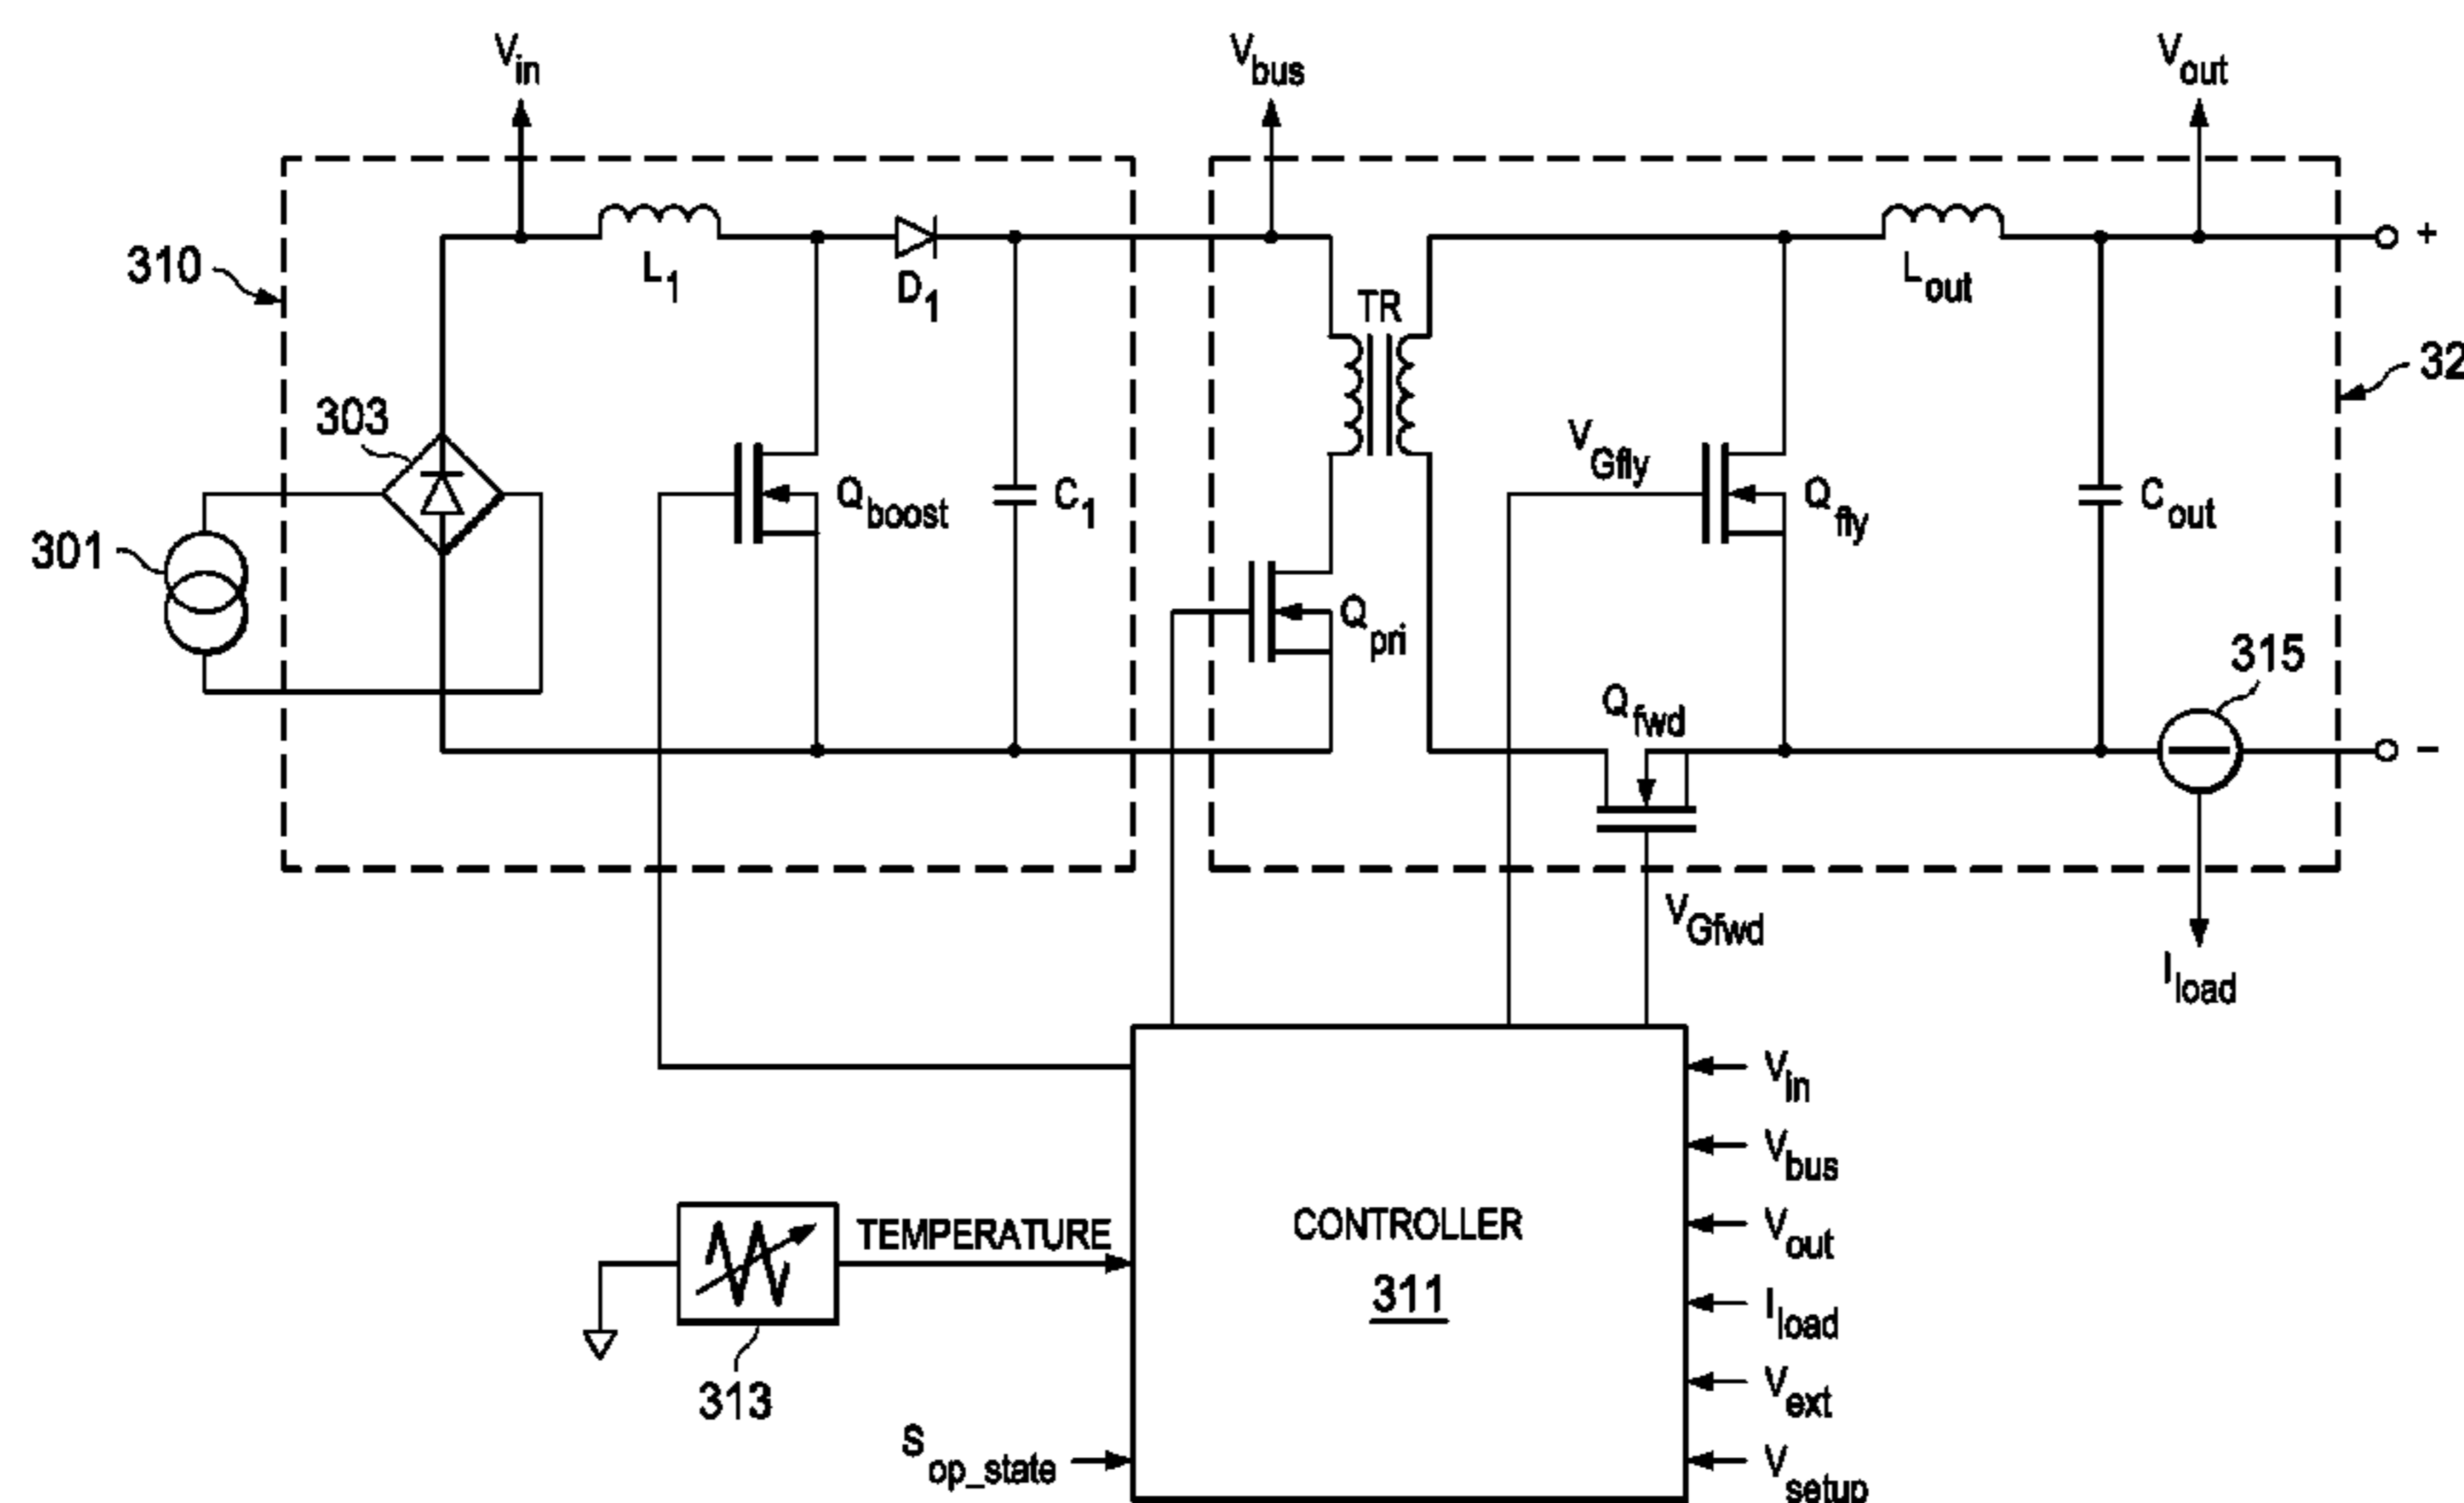 Vin
Vbus
Vout
310
L1
D1
TR
Lout
32
303
VGfly
Qboost
C1
Qfly
Cout
301
Qpri
315
Qfwd
VGfwd
Iload
Vin
Vbus
TEMPERATURE
CONTROLLER
Vout
311
Iload
313
Vext
Sop_state
Vsetup
+
−